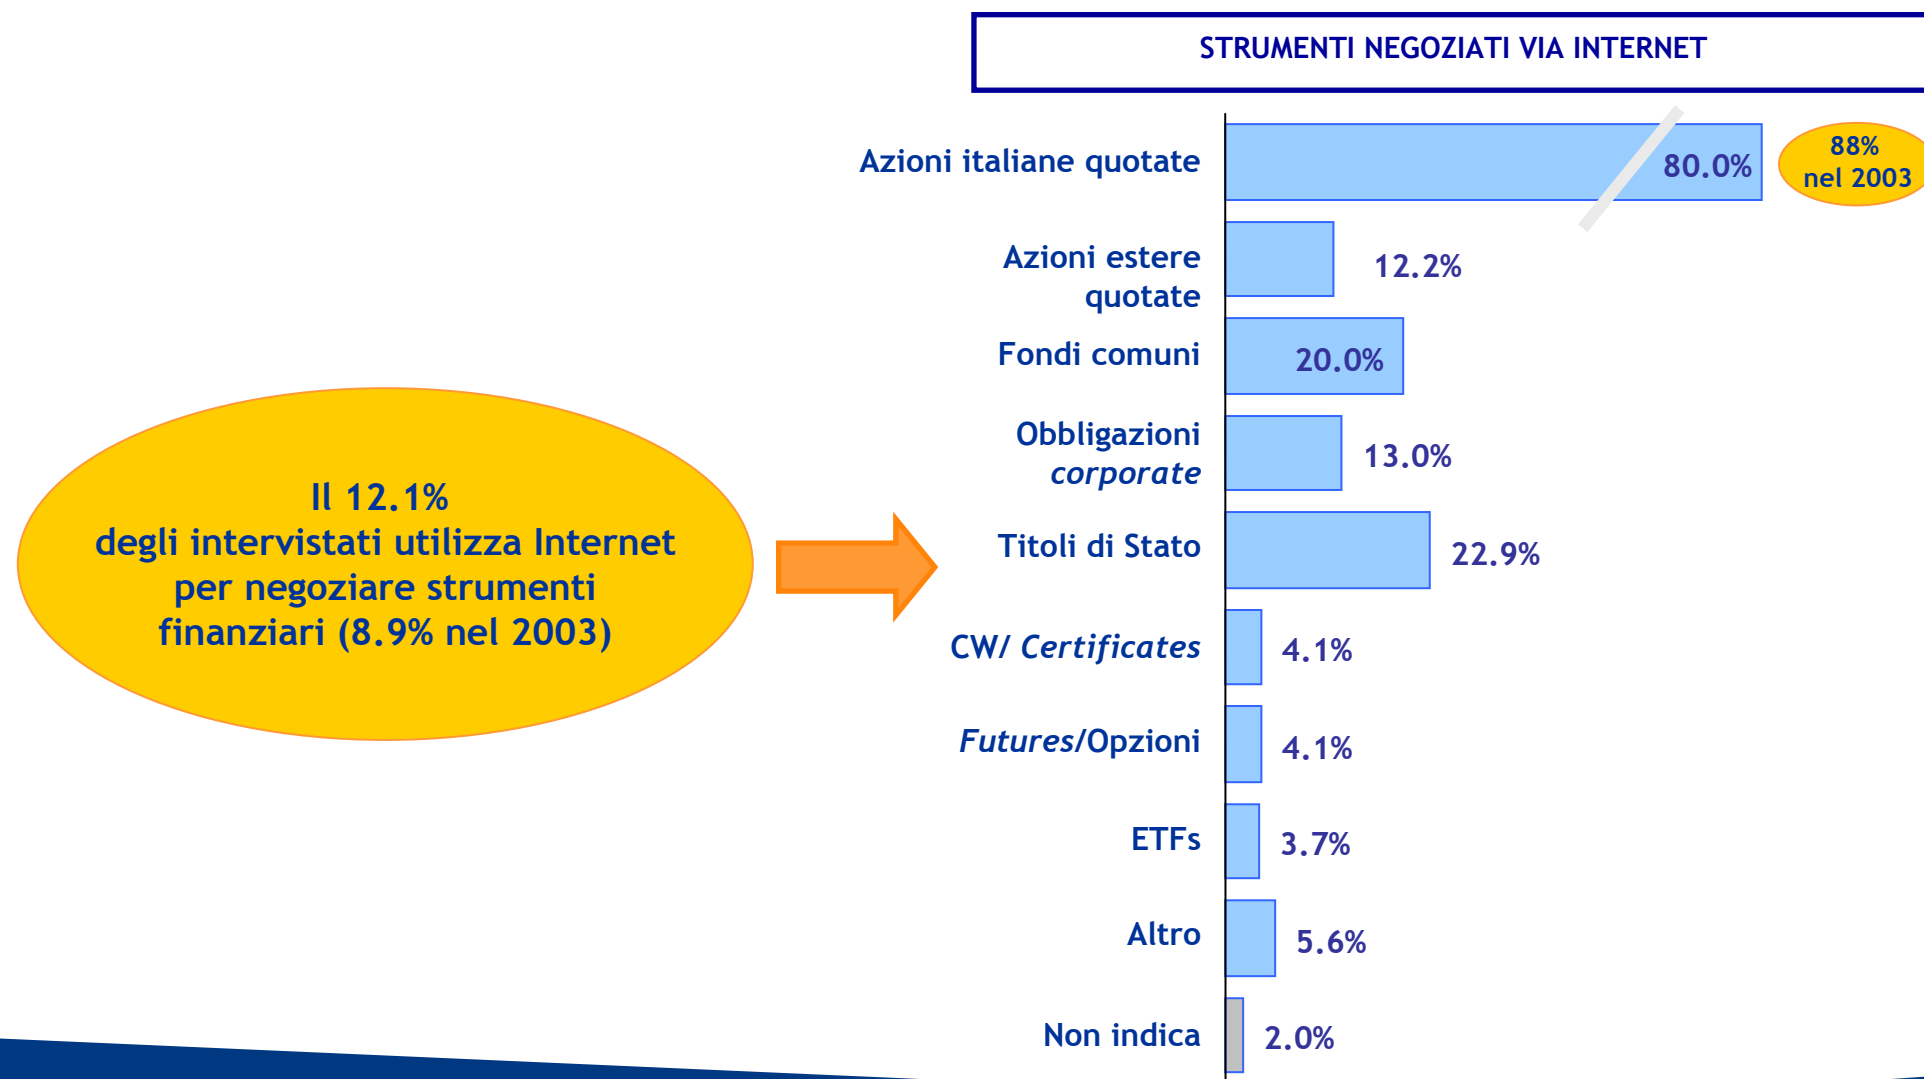 STRUMENTI NEGOZIATI VIA INTERNET
Azioni italiane quotate
80.0%
88%
nel 2003
Azioni estere
quotate
12.2%
Fondi comuni
20.0%
Obbligazioni
corporate
13.0%
Il 12.1%
degli intervistati utilizza Internet
per negoziare strumenti
finanziari (8.9% nel 2003)
Titoli di Stato
22.9%
CW/ Certificates
4.1%
Futures/Opzioni
4.1%
ETFs
3.7%
Altro
5.6%
Non indica
2.0%